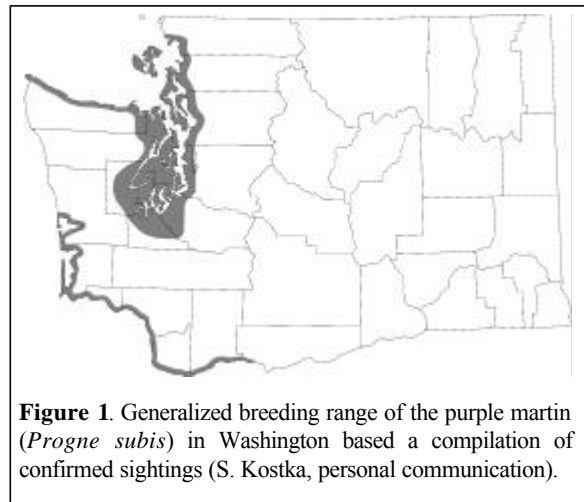 Figure 1. Generalized breeding range of the purple martin
(Progne subis) in Washington based a compilation of
confirmed sightings (S. Kostka, personal communication).